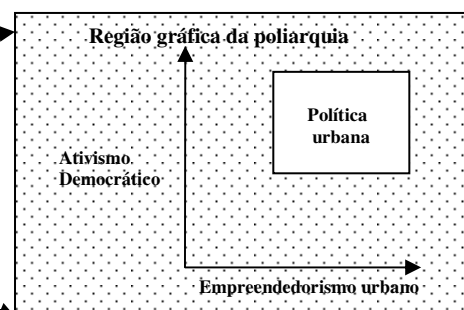 Região gráfica da poliarquia
Política
urbana
Ativismo
Democrático
Empreendedorismo urbano